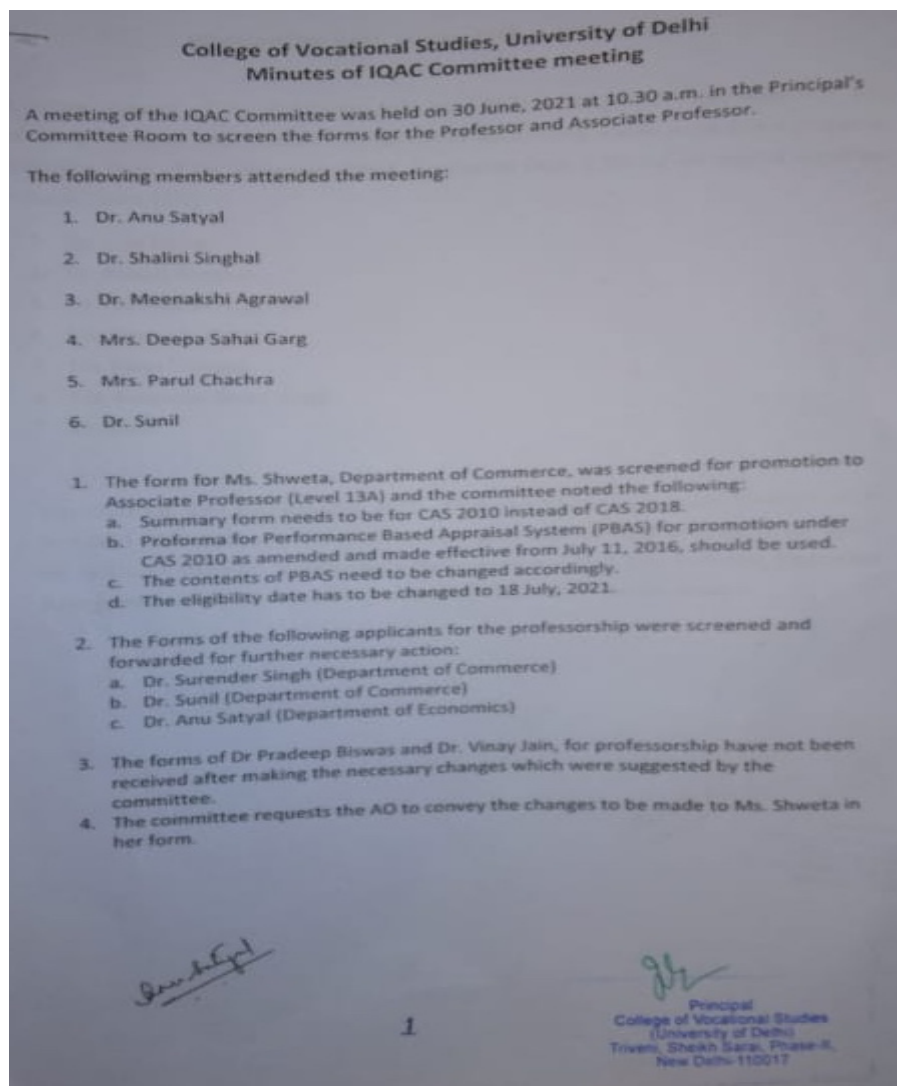 College of Vocational Studies, University of Delhi
Minutes of IQAC Committee meeting
A meeting of the IQAC Committee was held on 30 June, 2021 at 10.30 a.m. in the Principal's
Committee Room to screen the forms for the Professor and Associate Professor.
The following members attended the meeting:
1. Dr. Anu Satyal
2. Dr. Shalini Singhal
3. Dr. Meenakshi Agrawal
4. Mrs. Deepa Sahai Garg
5. Mrs. Parul Chachra
6. Dr. Sunil
1. The form for Ms. Shweta, Department of Commerce, was screened for promotion to
Associate Professor (Level 13A) and the committee noted the following:
a. Summary form needs to be for CAS 2010 instead of CAS 2018.
b. Proforma for Performance Based Appraisal System (PBAS) for promotion under
CAS 2010 as amended and made effective from July 11, 2016, should be used.
c. The contents of PBAS need to be changed accordingly.
d. The eligibility date has to be changed to 18 July, 2021.
2. The Forms of the following applicants for the professorship were screened and
forwarded for further necessary action:
a. Dr. Surender Singh (Department of Commerce)
b. Dr. Sunil (Department of Commerce)
c. Dr. Anu Satyal (Department of Economics)
3. The forms of Dr Pradeep Biswas and Dr. Vinay Jain, for professorship have not been
received after making the necessary changes which were suggested by the
committee.
4. The committee requests the AO to convey the changes to be made to Ms. Shweta in
her form.
1
Principal
College of Vocational Studies
(University of Delhi)
Triveni, Sheikh Sarai, Phase-II,
New Delhi-110017